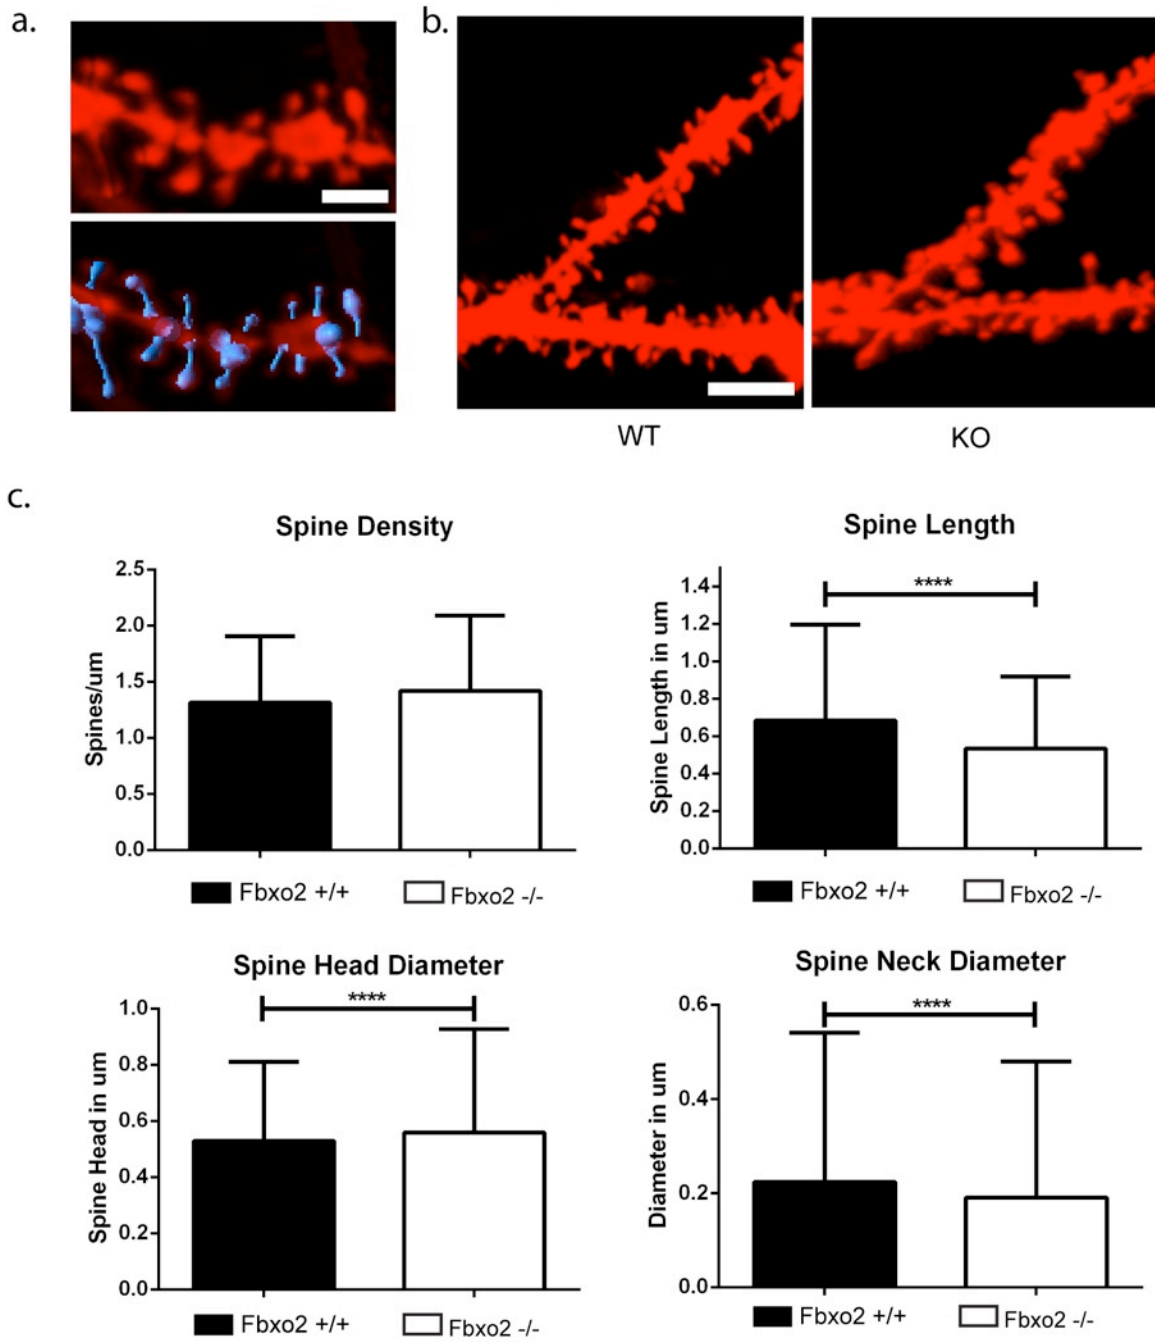 a.
b.
WT
KO
c.
Spine Density
Spines/um
2.5
2.0
1.5
1.0
0.5
0.0
Fbxo2 +/+
Fbxo2 -/-
Spine Length
Spine Length in um
1.4
1.2
1.0
0.8
0.6
0.4
0.2
0.0
****
Fbxo2 +/+
Fbxo2 -/-
Spine Head Diameter
Spine Head in um
1.0
0.8
0.6
0.4
0.2
0.0
****
Fbxo2 +/+
Fbxo2 -/-
Spine Neck Diameter
Diameter in um
0.6
0.4
0.2
0.0
****
Fbxo2 +/+
Fbxo2 -/-